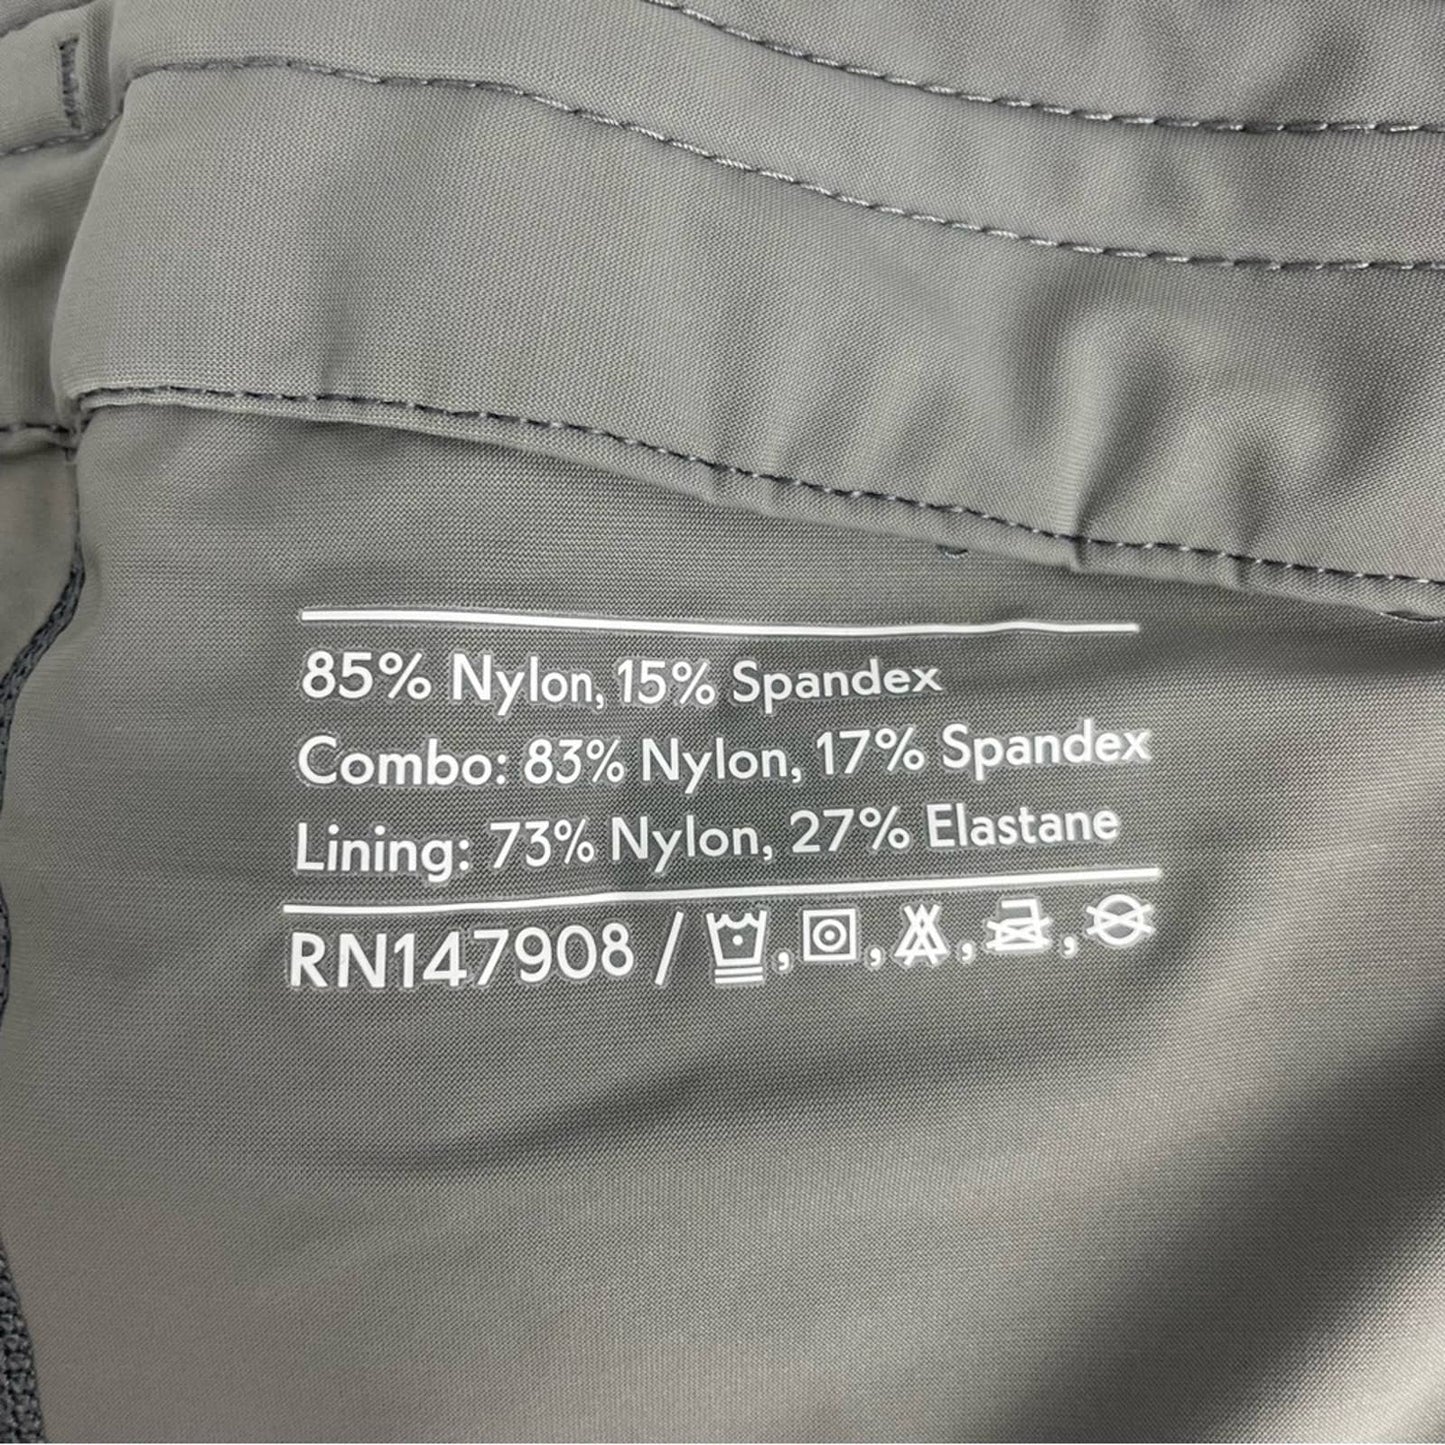 85% Nylon, 15% Spandex
Combo: 83% Nylon, 17% Spandex
Lining: 73% Nylon, 27% Elastane
RN147908 /